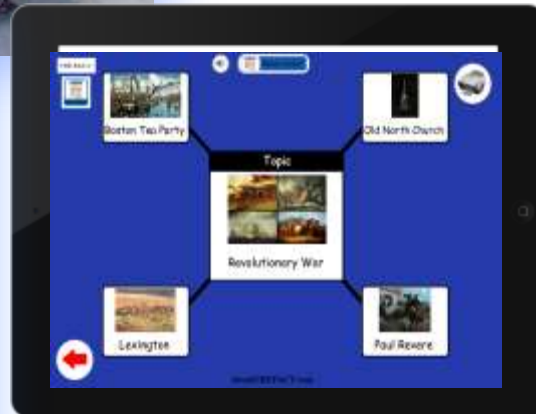 Boston Tea Party
Old North Church
Topic
Revolutionary War
Lexington
Paul Revere